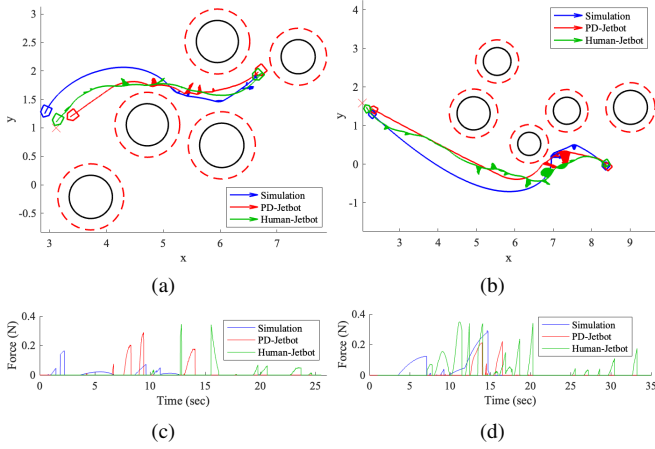 3
2.5
2
1.5
1
0.5
0
-0.5
y
3
4
5
6
7
x
Simulation
PD-Jetbot
Human-Jetbot
(a)
4
3
2
1
0
-1
y
3
4
5
6
7
8
9
x
Simulation
PD-Jetbot
Human-Jetbot
(b)
0.4
0.2
0
Force (N)
0 5 10 15 20 25
Time (sec)
Simulation
PD-Jetbot
Human-Jetbot
(c)
0.4
0.2
0
Force (N)
0 5 10 15 20 25 30 35
Time (sec)
Simulation
PD-Jetbot
Human-Jetbot
(d)